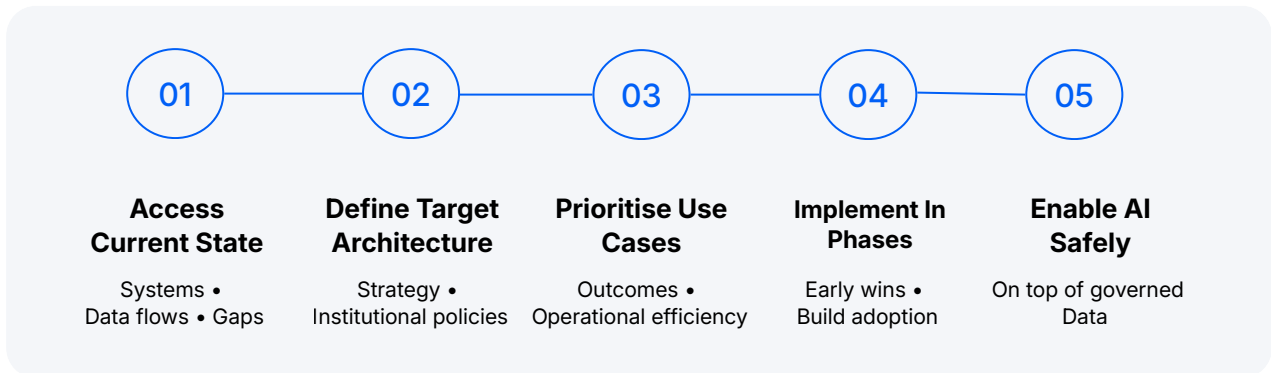 01
02
03
04
05
Access
Current State
Systems •
Data flows • Gaps
Define Target
Architecture
Strategy •
Institutional policies
Prioritise Use
Cases
Outcomes •
Operational efficiency
Implement In
Phases
Early wins •
Build adoption
Enable AI
Safely
On top of governed
Data